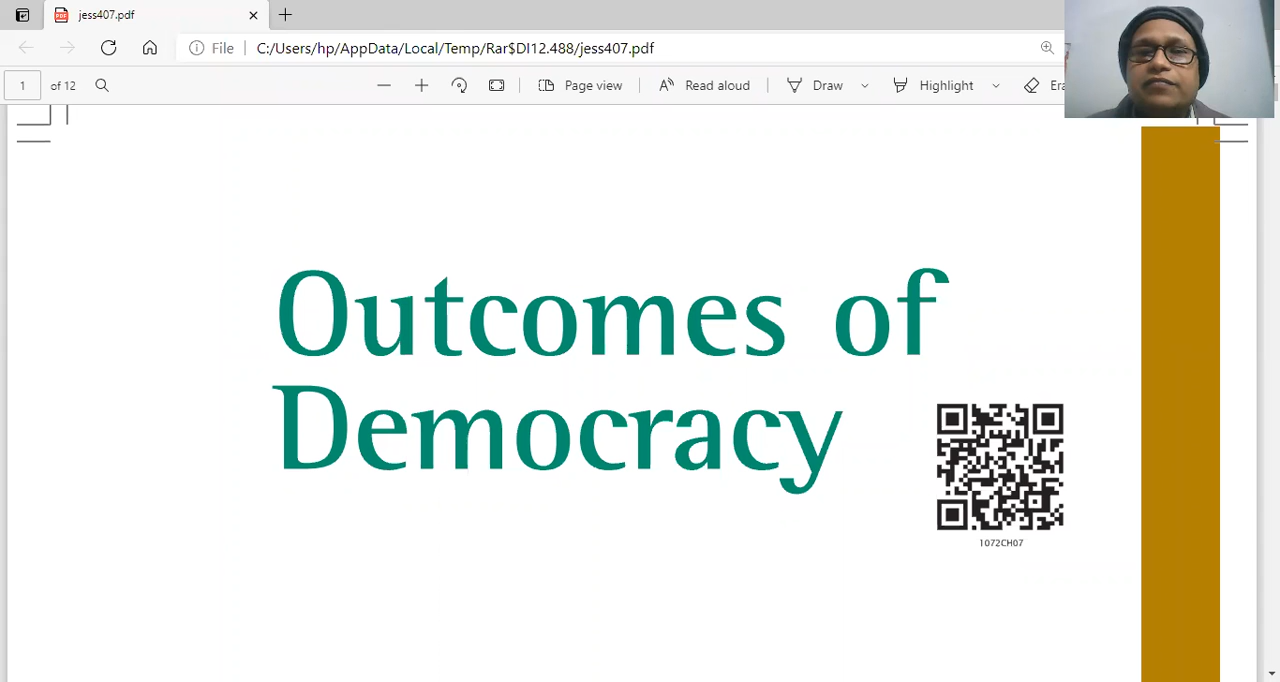 jess407.pdf
File C:/Users/hp/AppData/Local/Temp/Rar$DI12.488/jess407.pdf
1 of 12 Page view Read aloud Draw Highlight
Outcomes of
Democracy
1072CH07